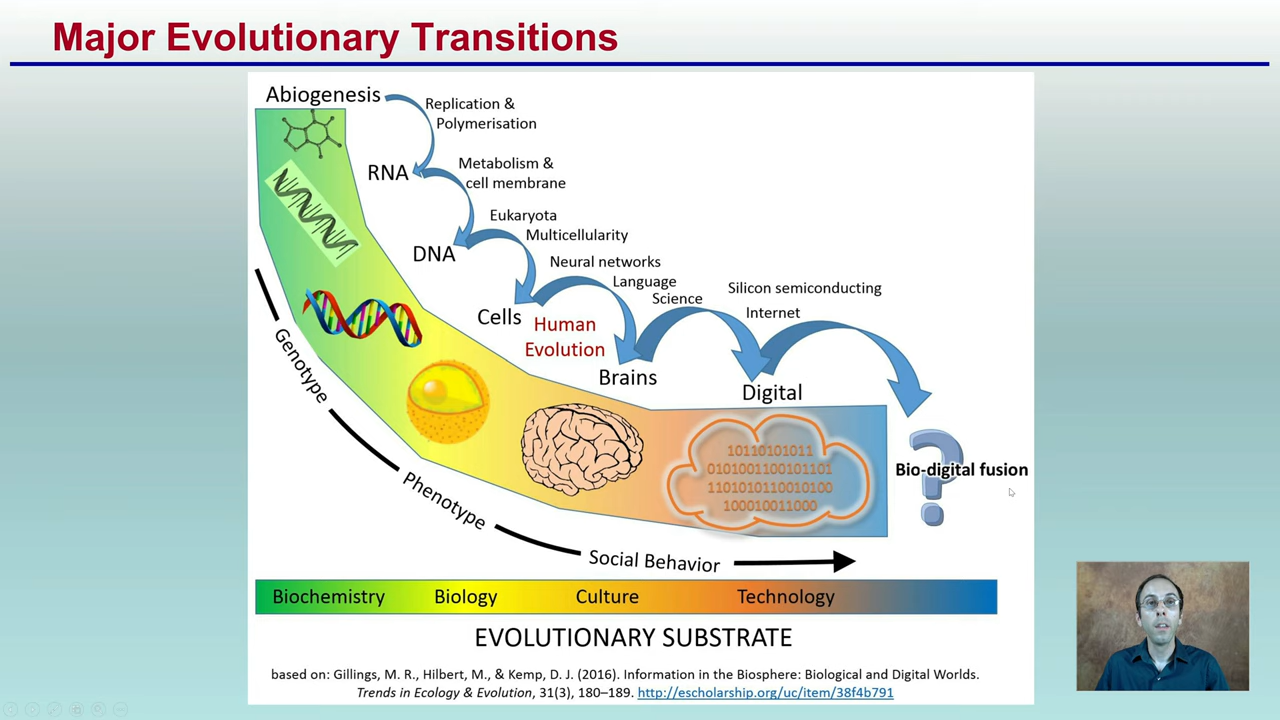 Major Evolutionary Transitions
Abiogenesis
Replication &
Polymerisation
RNA
Metabolism &
cell membrane
DNA
Eukaryota
Multicellularity
Cells
Neural networks
Language
Science
Human
Evolution
Brains
Silicon semiconducting
Internet
Digital
10110101011
0101001100101101
1101010110010100
100010011000
Bio-digital fusion
Genotype
Phenotype
Social Behavior
Biochemistry
Biology
Culture
Technology
EVOLUTIONARY SUBSTRATE
based on: Gillings, M. R., Hilbert, M., & Kemp, D. J. (2016). Information in the Biosphere: Biological and Digital Worlds.
Trends in Ecology & Evolution, 31(3), 180–189. http://escholarship.org/uc/item/38f4b791